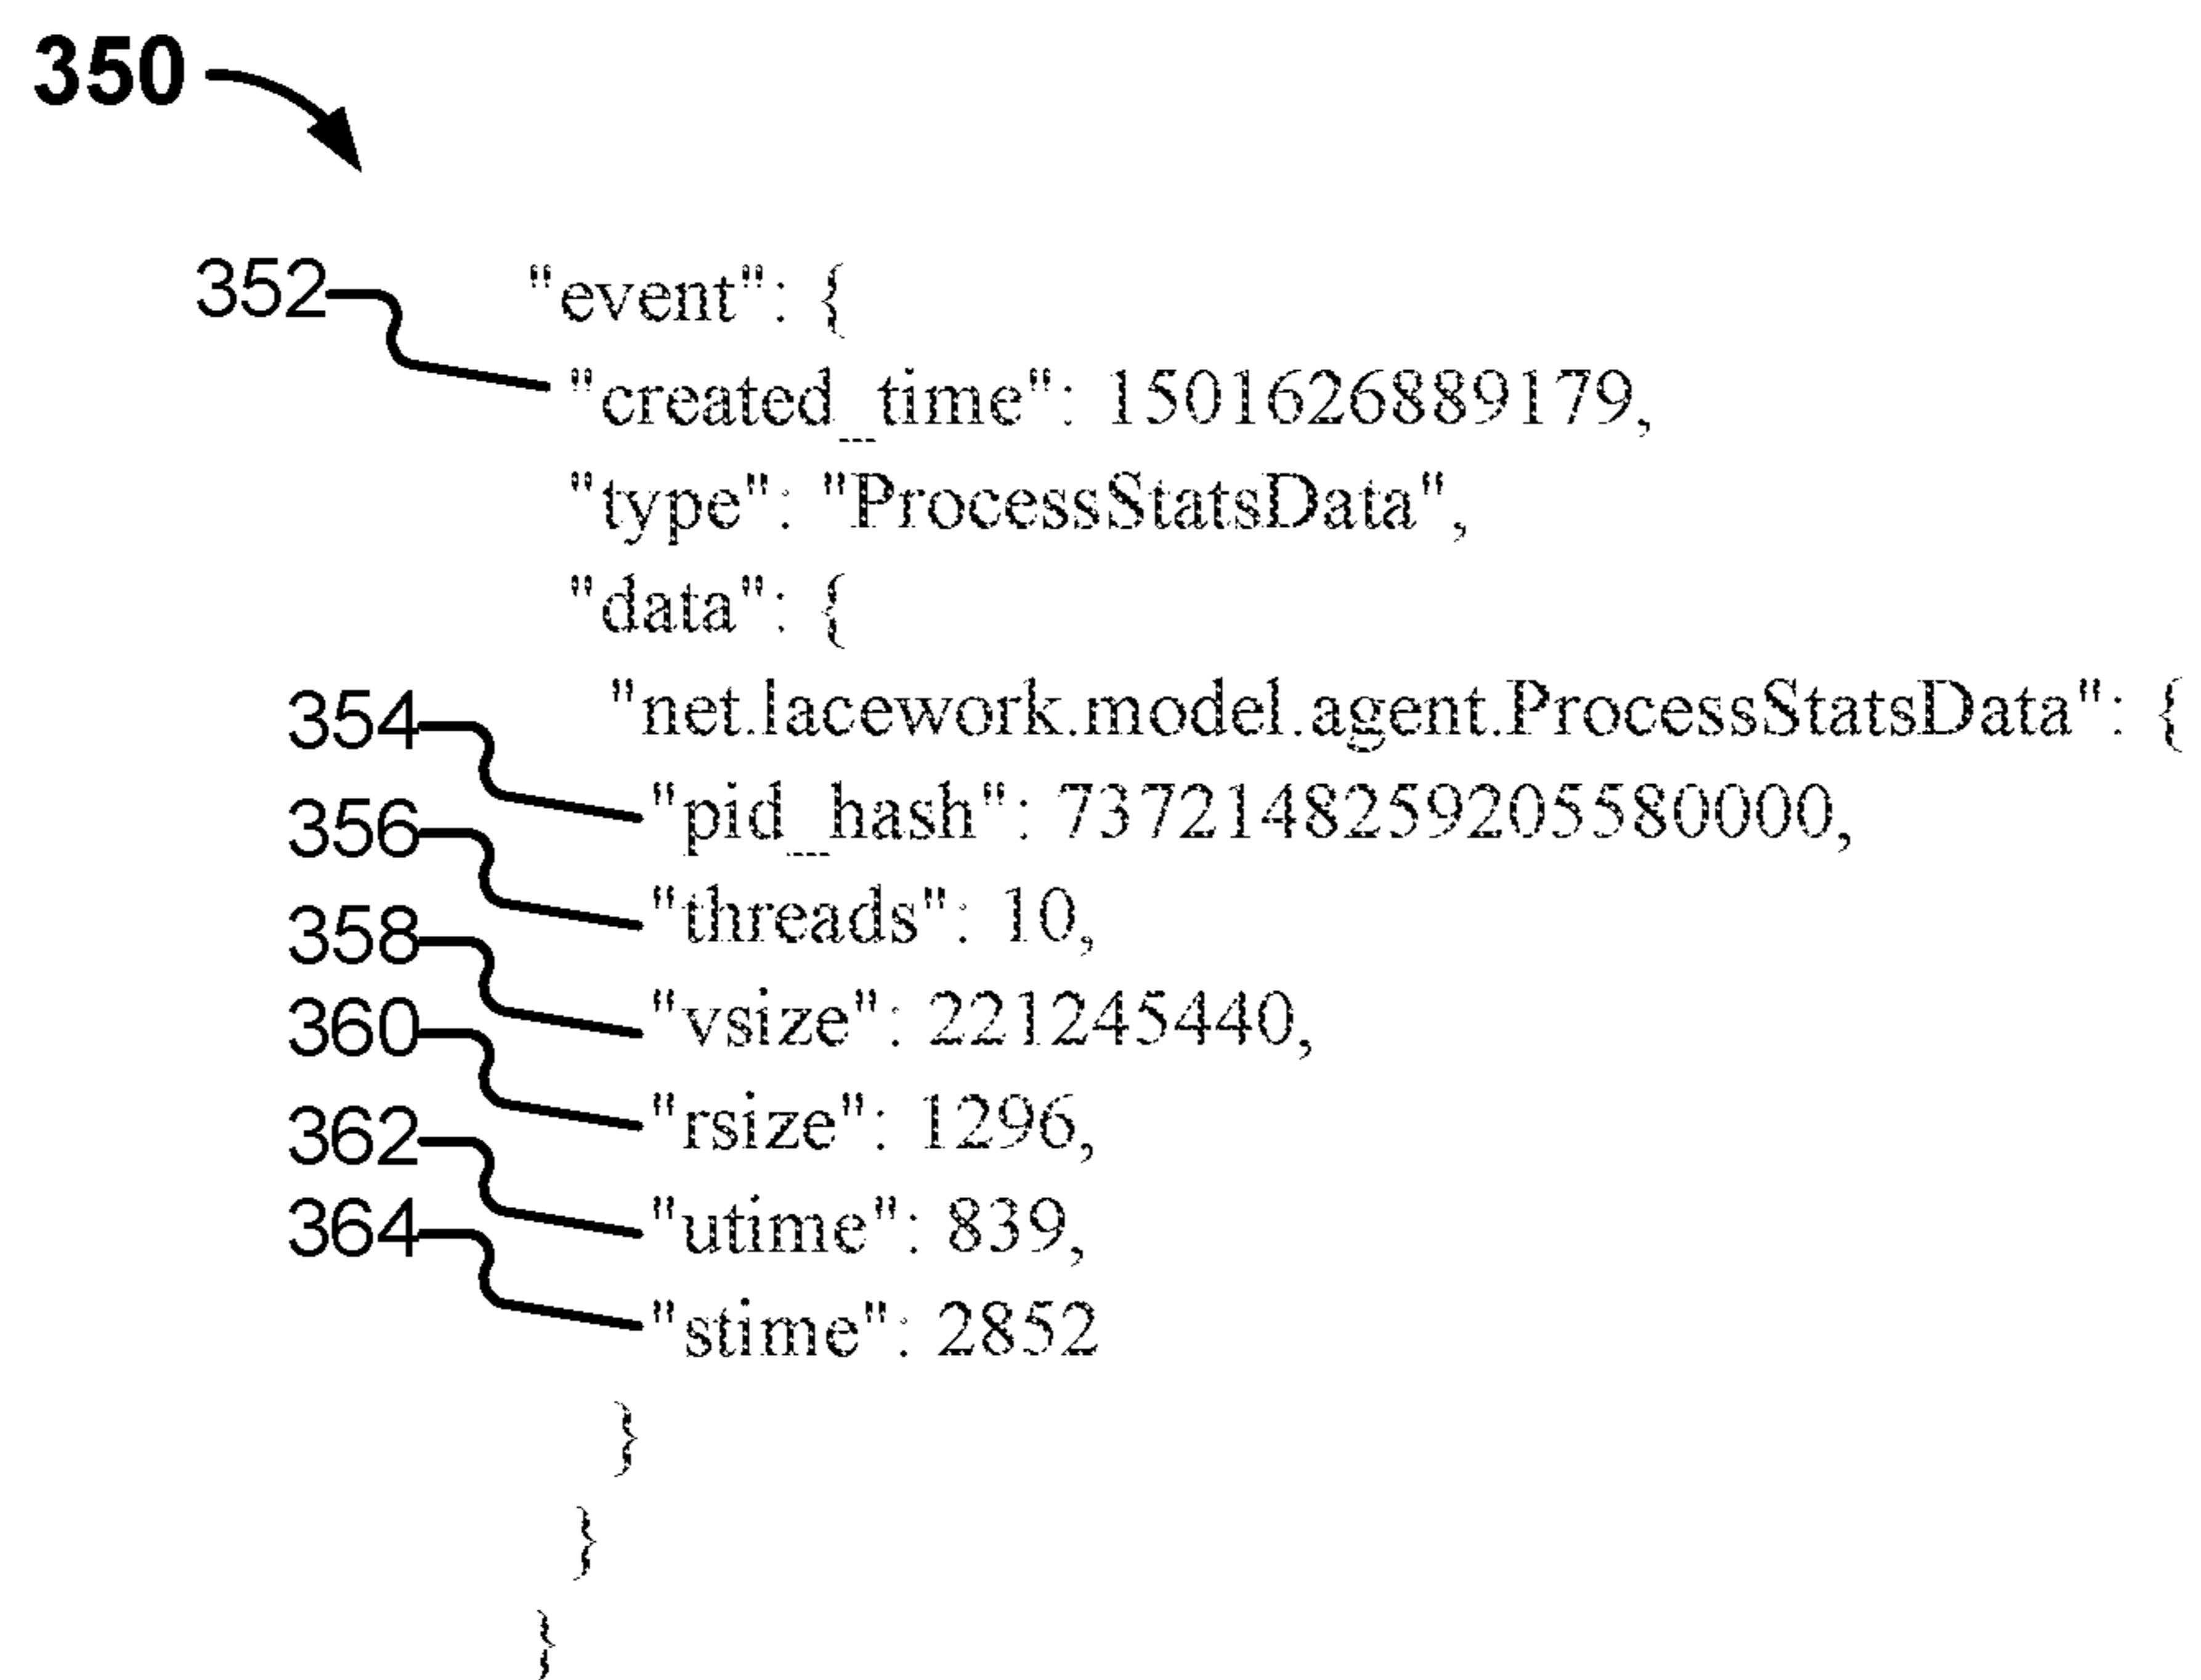 350
352 "event": {
"created_time": 1501626889179,
"type": "ProcessStatsData",
"data": {
354 "net.lacework.model.agent.ProcessStatsData": {
356 "pid_hash": 7372148259205580000,
358 "threads": 10,
360 "vsize": 221245440,
362 "rsize": 1296,
364 "utime": 839,
"stime": 2852
}
}
}